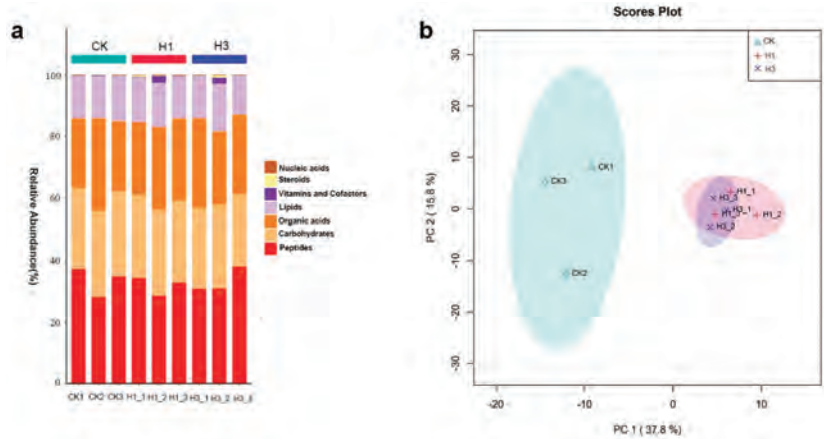 a
CK H1 H3
Relative Abundance(%)
100
80
60
40
20
0
CK1 CK2 CK3 H1_1 H1_2 H1_3 H3_1 H3_2 H3_3
Nucleic acids
Steroids
Vitamins and Cofactors
Lipids
Organic acids
Carbohydrates
Peptides
b
Scores Plot
CK
H1
H3
PC 2 ( 15,8 %)
30
20
10
0
-10
-20
-30
CK1
CK3
CK2
H1_1
H3_3
H3_1
H1_3
H1_2
H3_2
-20 -10 0 10
PC 1 ( 37,8 %)